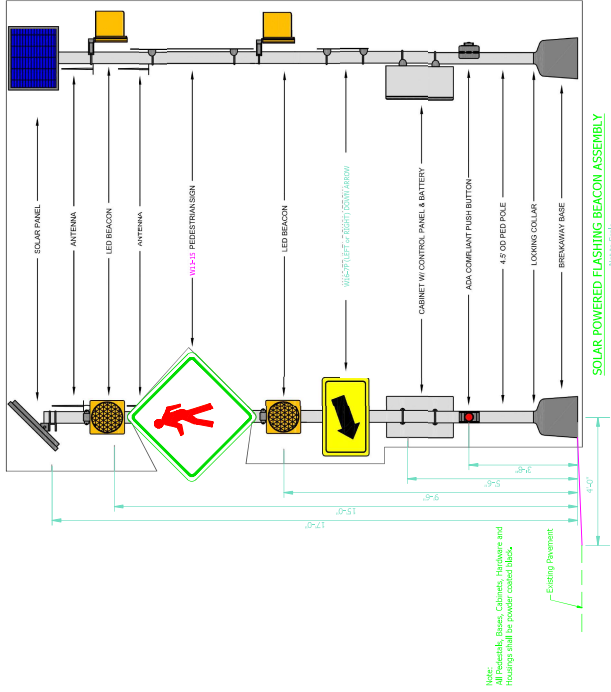 SOLAR PANEL
ANTENNA
LED BEACON
ANTENNA
W11-15 PEDESTRIAN SIGN
LED BEACON
W16-7P (LEFT or RIGHT) DOWN ARROW
CABINET W/ CONTROL PANEL & BATTERY
ADA COMPLIANT PUSH BUTTON
4.5' OD PED POLE
LOCKING COLLAR
BREAKAWAY BASE
17'-0"
15'-0"
9'-6"
5'-6"
3'-6"
4'-0"
Existing Pavement
Note:
All Pedestals, Bases, Cabinets, Hardware and
Housings shall be powder coated black.
SOLAR POWERED FLASHING BEACON ASSEMBLY